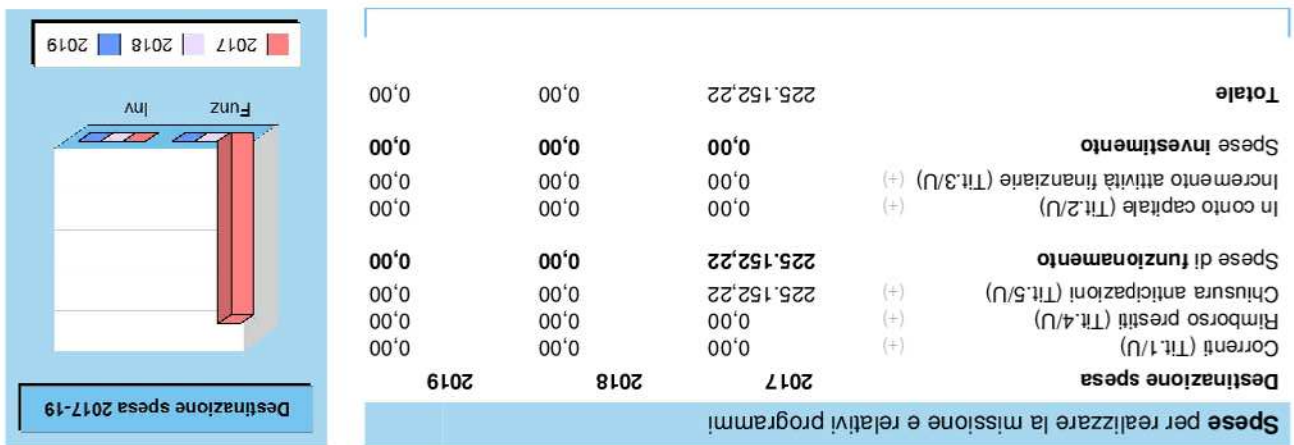 Spese per realizzare la missione e relativi programmi
Destinazione spesa 2017 2018 2019
Correnti (Tit.1/U) (+) 0,00 0,00 0,00
Rimborso prestiti (Tit.4/U) (+) 0,00 0,00 0,00
Chiusura anticipazioni (Tit.5/U) (+) 225.152,22 0,00 0,00
Spese di funzionamento 225.152,22 0,00 0,00
In conto capitale (Tit.2/U) (+) 0,00 0,00 0,00
Incremento attività finanziarie (Tit.3/U) (+) 0,00 0,00 0,00
Spese investimento 0,00 0,00 0,00
Totale 225.152,22 0,00 0,00
Destinazione spesa 2017-19
Funz Inv
2017 2018 2019